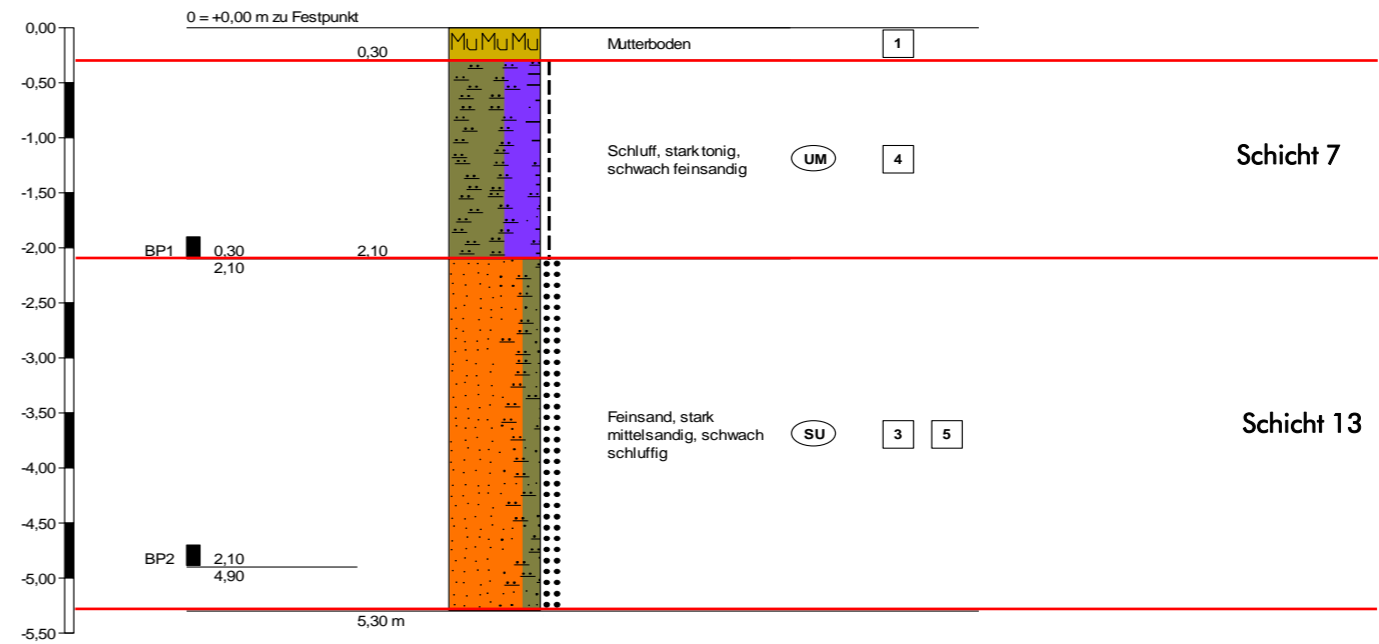 0 = +0,00 m zu Festpunkt
0,00
Mu Mu Mu
Mutterboden
1
0,30
-0,50
-1,00
Schluff, stark tonig,
schwach feinsandig
UM
4
Schicht 7
-1,50
-2,00
BP1
0,30
2,10
2,10
-2,50
-3,00
-3,50
Feinsand, stark
mittelsandig, schwach
schluffig
SU
3
5
Schicht 13
-4,00
-4,50
BP2
2,10
4,90
-5,00
5,30 m
-5,50